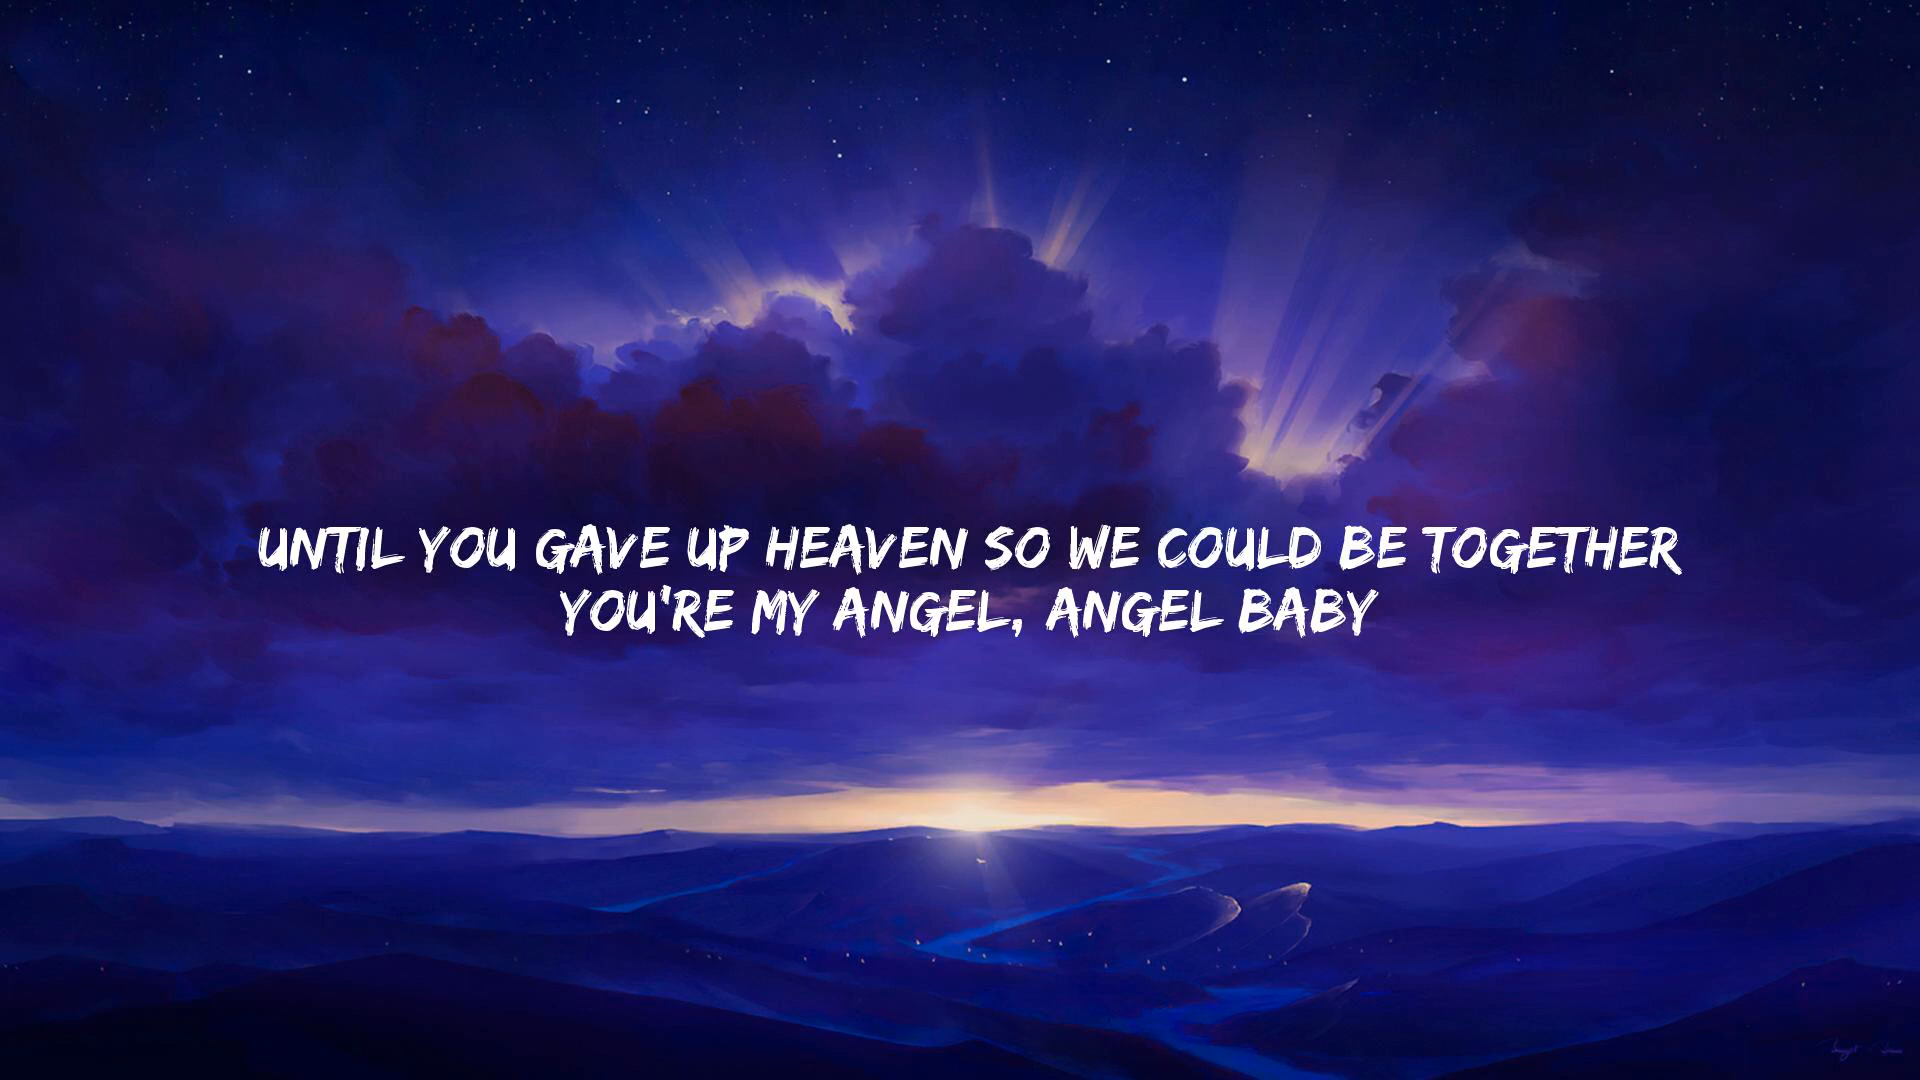 UNTIL YOU GAVE UP HEAVEN SO WE COULD BE TOGETHER
YOU'RE MY ANGEL, ANGEL BABY